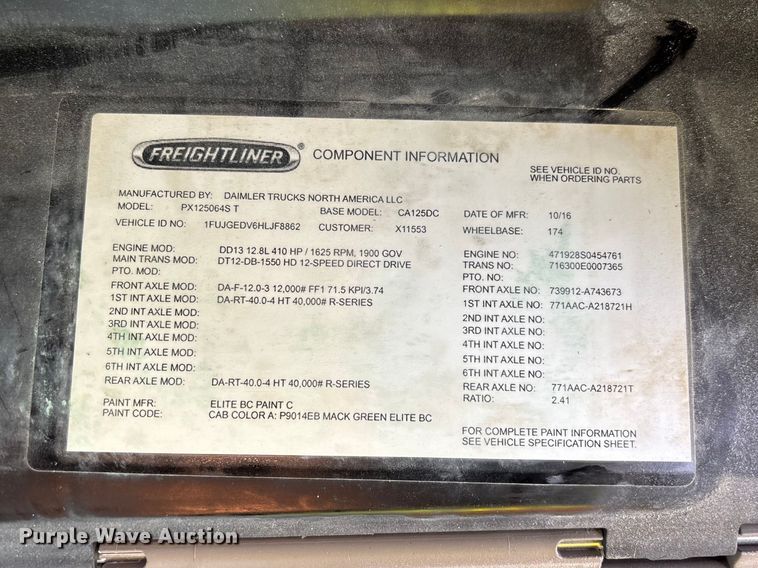 FREIGHTLINER ® COMPONENT INFORMATION
SEE VEHICLE ID NO.
WHEN ORDERING PARTS
MANUFACTURED BY: DAIMLER TRUCKS NORTH AMERICA LLC
MODEL: PX125064S T BASE MODEL: CA125DC DATE OF MFR: 10/16
VEHICLE ID NO: 1FUJGEDV6HLJF8862 CUSTOMER: X11553 WHEELBASE: 174
ENGINE MOD: DD13 12.8L 410 HP / 1625 RPM, 1900 GOV ENGINE NO: 471928S0454761
MAIN TRANS MOD: DT12-DB-1550 HD 12-SPEED DIRECT DRIVE TRANS NO: 716300E0007365
PTO. MOD: PTO. NO:
FRONT AXLE MOD: DA-F-12.0-3 12,000# FF1 71.5 KPI/3.74 FRONT AXLE NO: 739912-A743673
1ST INT AXLE MOD: DA-RT-40.0-4 HT 40,000# R-SERIES 1ST INT AXLE NO: 771AAC-A218721H
2ND INT AXLE MOD: 2ND INT AXLE NO:
3RD INT AXLE MOD: 3RD INT AXLE NO:
4TH INT AXLE MOD: 4TH INT AXLE NO:
5TH INT AXLE MOD: 5TH INT AXLE NO:
6TH INT AXLE MOD: 6TH INT AXLE NO:
REAR AXLE MOD: DA-RT-40.0-4 HT 40,000# R-SERIES REAR AXLE NO: 771AAC-A218721T
PAINT MFR: ELITE BC PAINT C RATIO: 2.41
PAINT CODE: CAB COLOR A: P9014EB MACK GREEN ELITE BC
FOR COMPLETE PAINT INFORMATION
SEE VEHICLE SPECIFICATION SHEET.
Purple Wave Auction